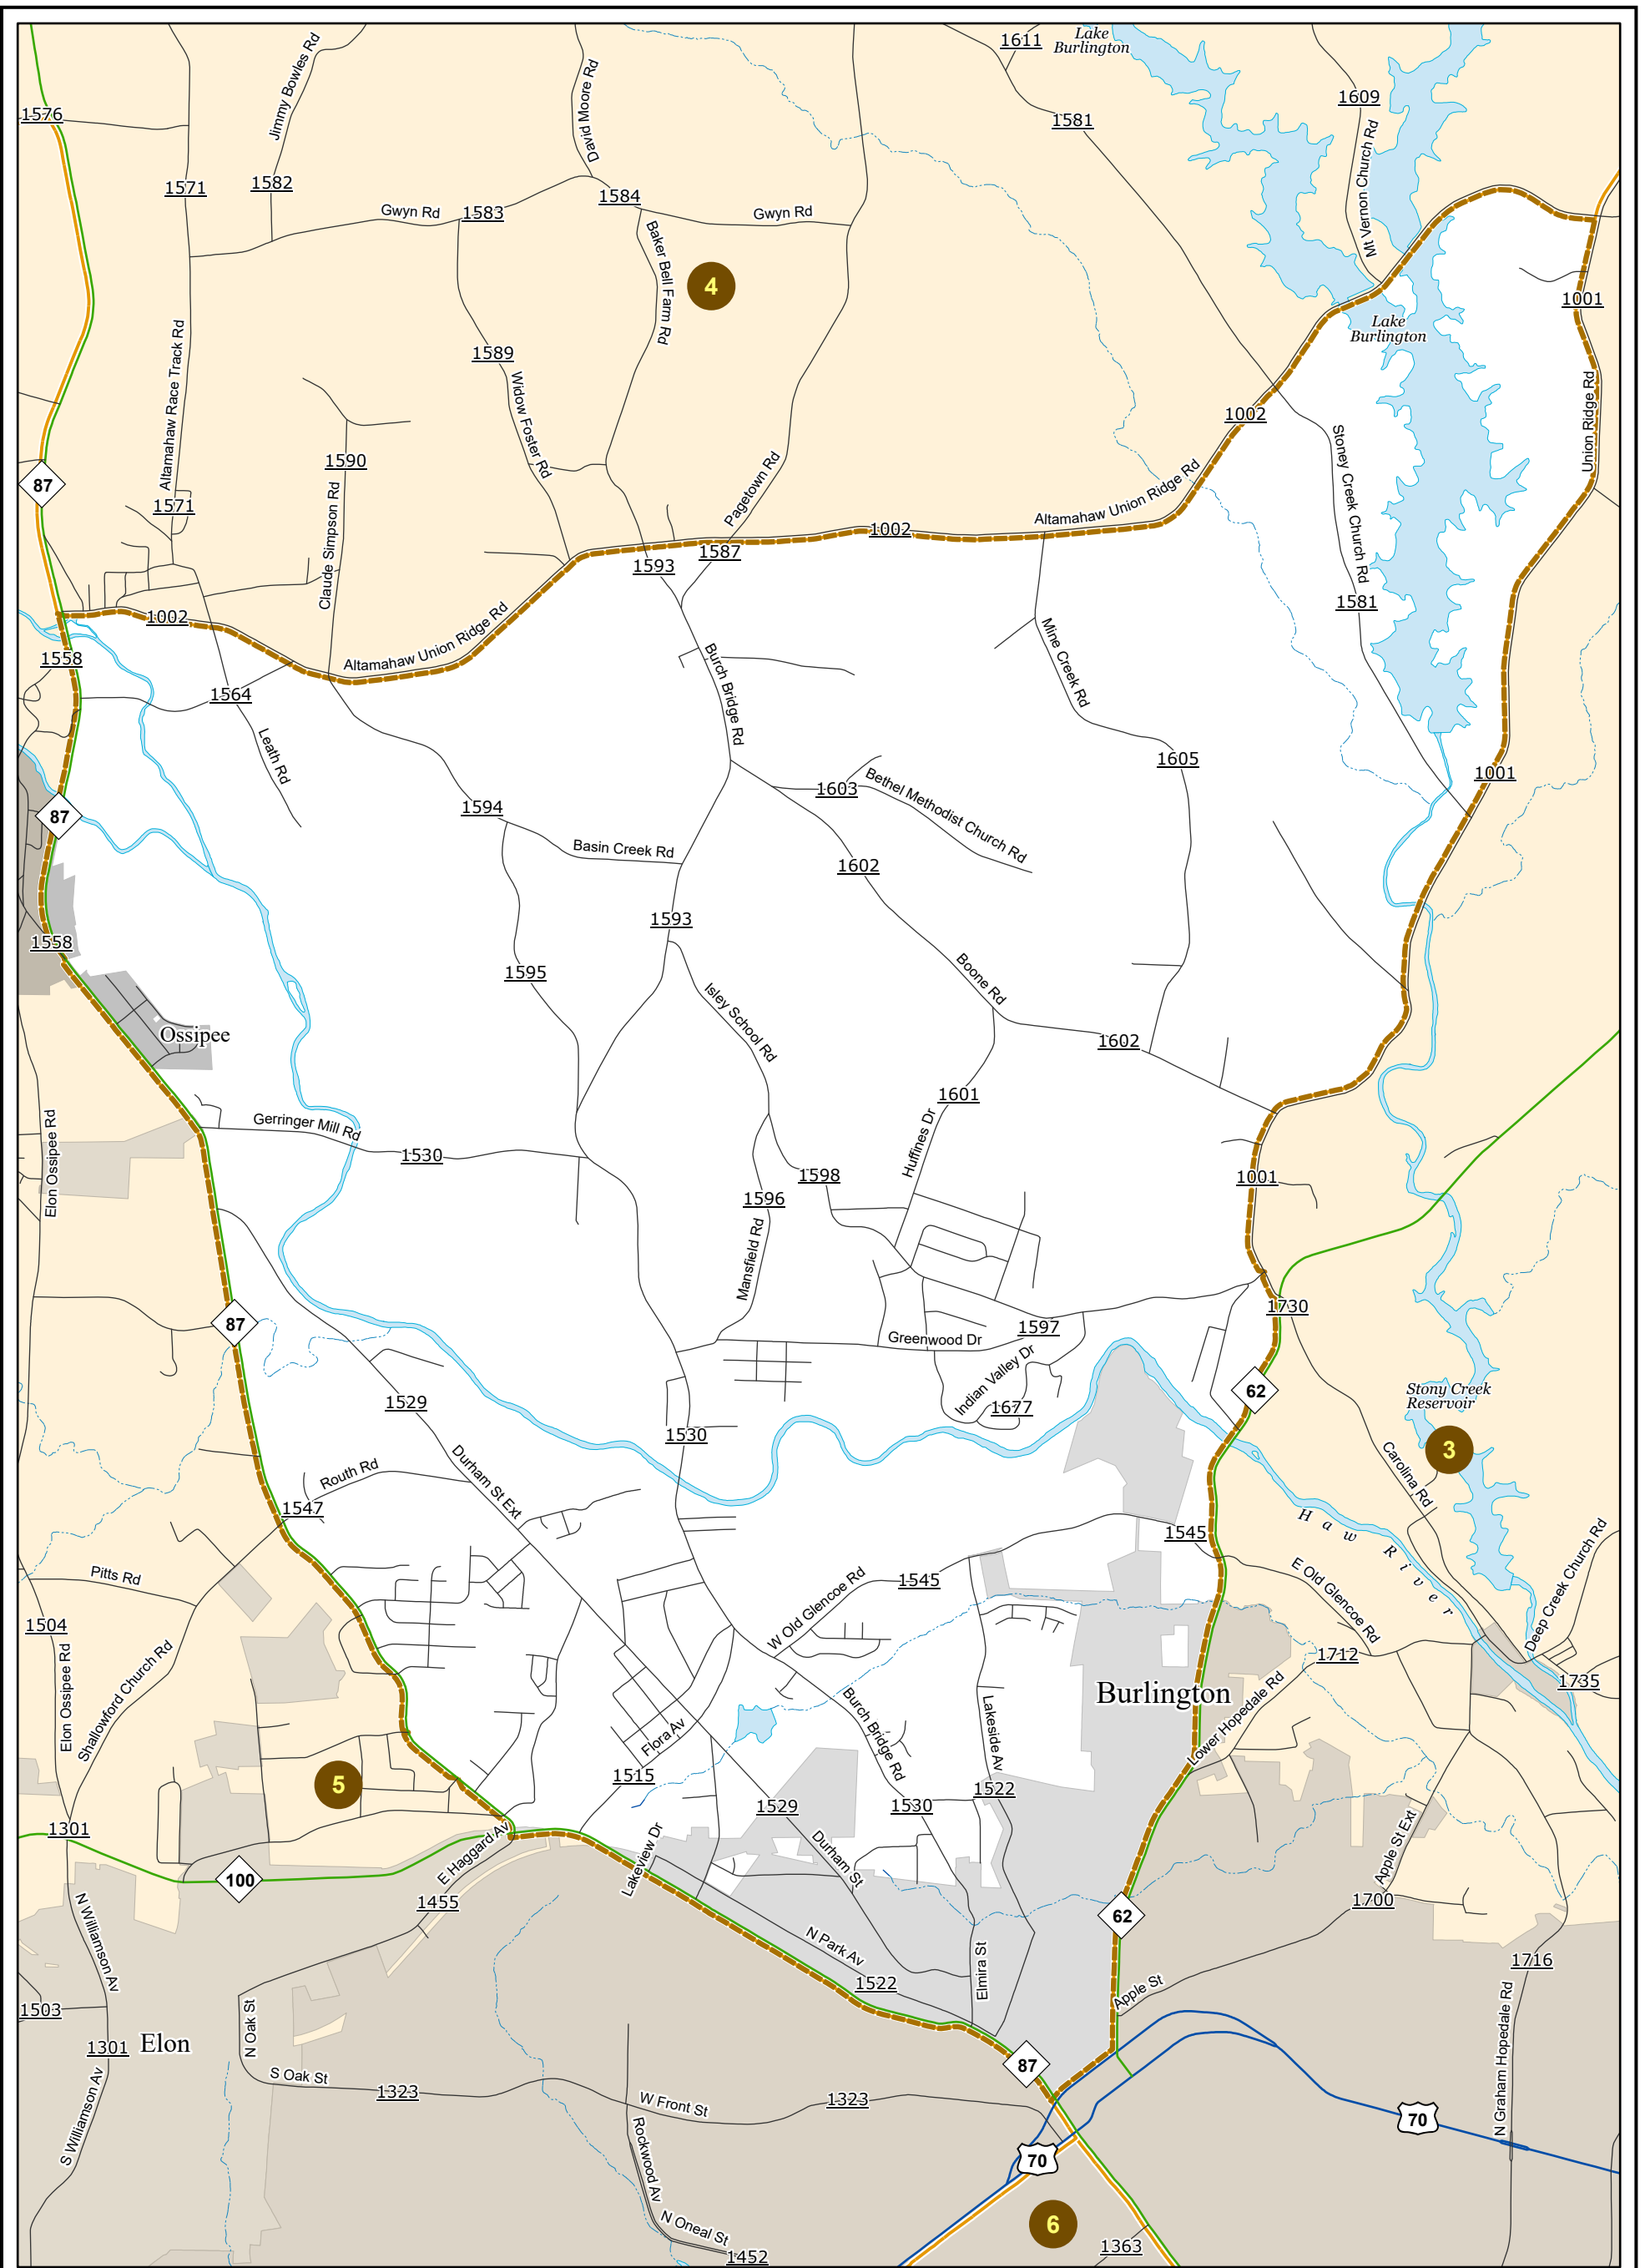 1611
Lake
Burlington
1576
Jimmy Bowles Rd
David Moore Rd
1609
1581
Mt Vernon Church Rd
1571
1582
1584
Gwyn Rd
1583
Gwyn Rd
Baker Bell Farm Rd
4
1001
Lake
Burlington
Altamahaw Race Track Rd
1589
Widow Foster Rd
1002
Union Ridge Rd
Stoney Creek Church Rd
1590
87
Pagetown Rd
Altamahaw Union Ridge Rd
1571
Claude Simpson Rd
1002
1587
1593
1581
1002
Altamahaw Union Ridge Rd
1558
Burch Bridge Rd
Mine Creek Rd
1564
Leath Rd
1605
1001
1603
Bethel Methodist Church Rd
1594
87
Basin Creek Rd
1602
1593
1558
1595
Boone Rd
Isley School Rd
Ossipee
1602
1601
Gerringer Mill Rd
Elon Ossipee Rd
1530
Huffines Dr
1598
1001
1596
Mansfield Rd
1730
87
1597
Greenwood Dr
Indian Valley Dr
62
Stony Creek
Reservoir
1529
1677
1530
3
Carolina Rd
Durham St Ext
Routh Rd
1547
Haw River
1545
Deep Creek Church Rd
Pitts Rd
1545
W Old Glencoe Rd
E Old Glencoe Rd
1504
Elon Ossipee Rd
Shallowford Church Rd
1712
1735
Burlington
Lower Hopedale Rd
Burch Bridge Rd
Lakeside Av
Flora Av
5
1515
1522
1529
1530
1301
Durham St
Lakeview Dr
E Haggard Av
Apple St Ext
100
1455
1700
62
N Williamson Av
N Park Av
Elmira St
1716
1522
Apple St
1503
N Oak St
Elon
1301
N Graham Hopedale Rd
87
S Oak St
1323
W Front St
1323
S Williamson Av
70
Rockwood Av
70
6
N Oneal St
1363
1452